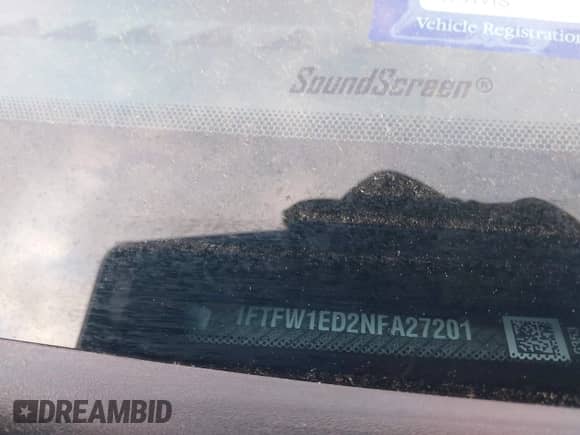 Vehicle Registration
SoundScreen®
1FTFW1ED2NFA27201
DREAMBID